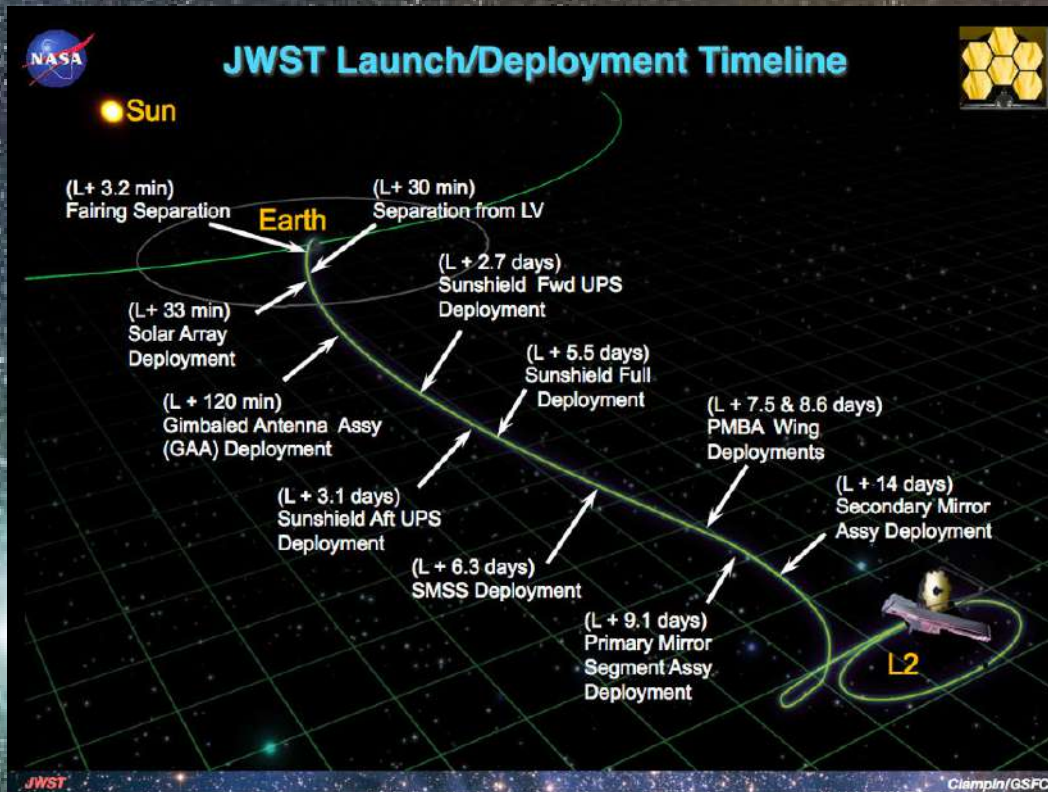 NASA
JWST Launch/Deployment Timeline
Sun
(L+ 3.2 min)
Fairing Separation
Earth
(L+ 30 min)
Separation from LV
(L+ 33 min)
Solar Array
Deployment
(L + 2.7 days)
Sunshield Fwd UPS
Deployment
(L + 120 min)
Gimbaled Antenna Assy
(GAA) Deployment
(L + 5.5 days)
Sunshield Full
Deployment
(L + 3.1 days)
Sunshield Aft UPS
Deployment
(L + 6.3 days)
SMSS Deployment
(L + 7.5 & 8.6 days)
PMBA Wing
Deployments
(L + 9.1 days)
Primary Mirror
Segment Assy
Deployment
(L + 14 days)
Secondary Mirror
Assy Deployment
L2
JWST
Clampin/GSFC